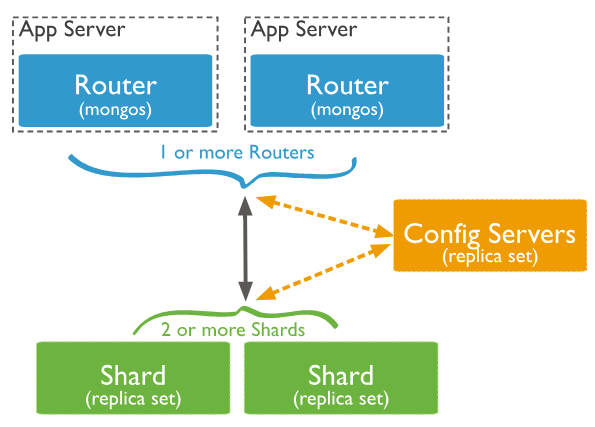 App Server
App Server
Router
(mongos)
Router
(mongos)
1 or more Routers
Config Servers
(replica set)
2 or more Shards
Shard
(replica set)
Shard
(replica set)